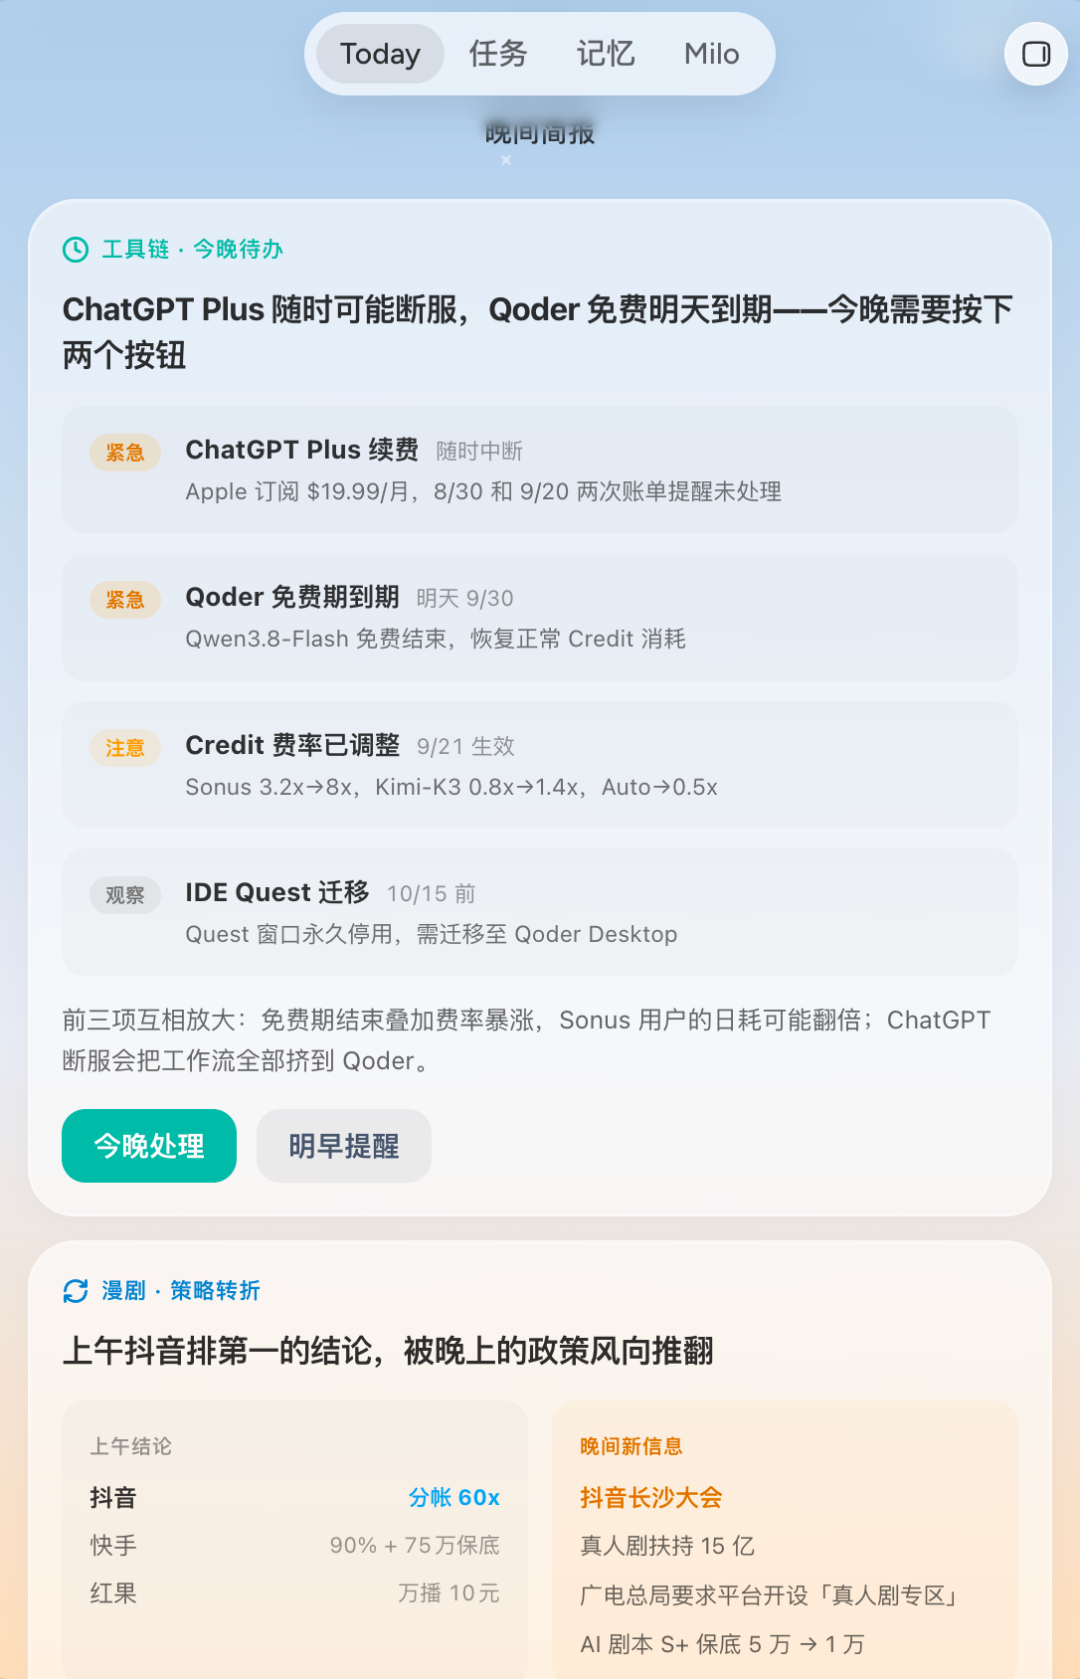 Today 任务 记忆 Milo
晚间简报
工具链 · 今晚待办
ChatGPT Plus 随时可能断服，Qoder 免费明天到期——今晚需要按下
两个按钮
紧急 ChatGPT Plus 续费 随时中断
Apple 订阅 $19.99/月，8/30 和 9/20 两次账单提醒未处理
紧急 Qoder 免费期到期 明天 9/30
Qwen3.8-Flash 免费结束，恢复正常 Credit 消耗
注意 Credit 费率已调整 9/21 生效
Sonus 3.2x→8x，Kimi-K3 0.8x→1.4x，Auto→0.5x
观察 IDE Quest 迁移 10/15 前
Quest 窗口永久停用，需迁移至 Qoder Desktop
前三项互相放大：免费期结束叠加费率暴涨，Sonus 用户的日耗可能翻倍；ChatGPT
断服会把工作流全部挤到 Qoder。
今晚处理 明早提醒
漫剧 · 策略转折
上午抖音排第一的结论，被晚上的政策风向推翻
上午结论
抖音 分帐 60x
快手 90% + 75万保底
红果 万播 10元
晚间新信息
抖音长沙大会
真人剧扶持 15 亿
广电总局要求平台开设「真人剧专区」
AI 剧本 S+ 保底 5 万 → 1 万